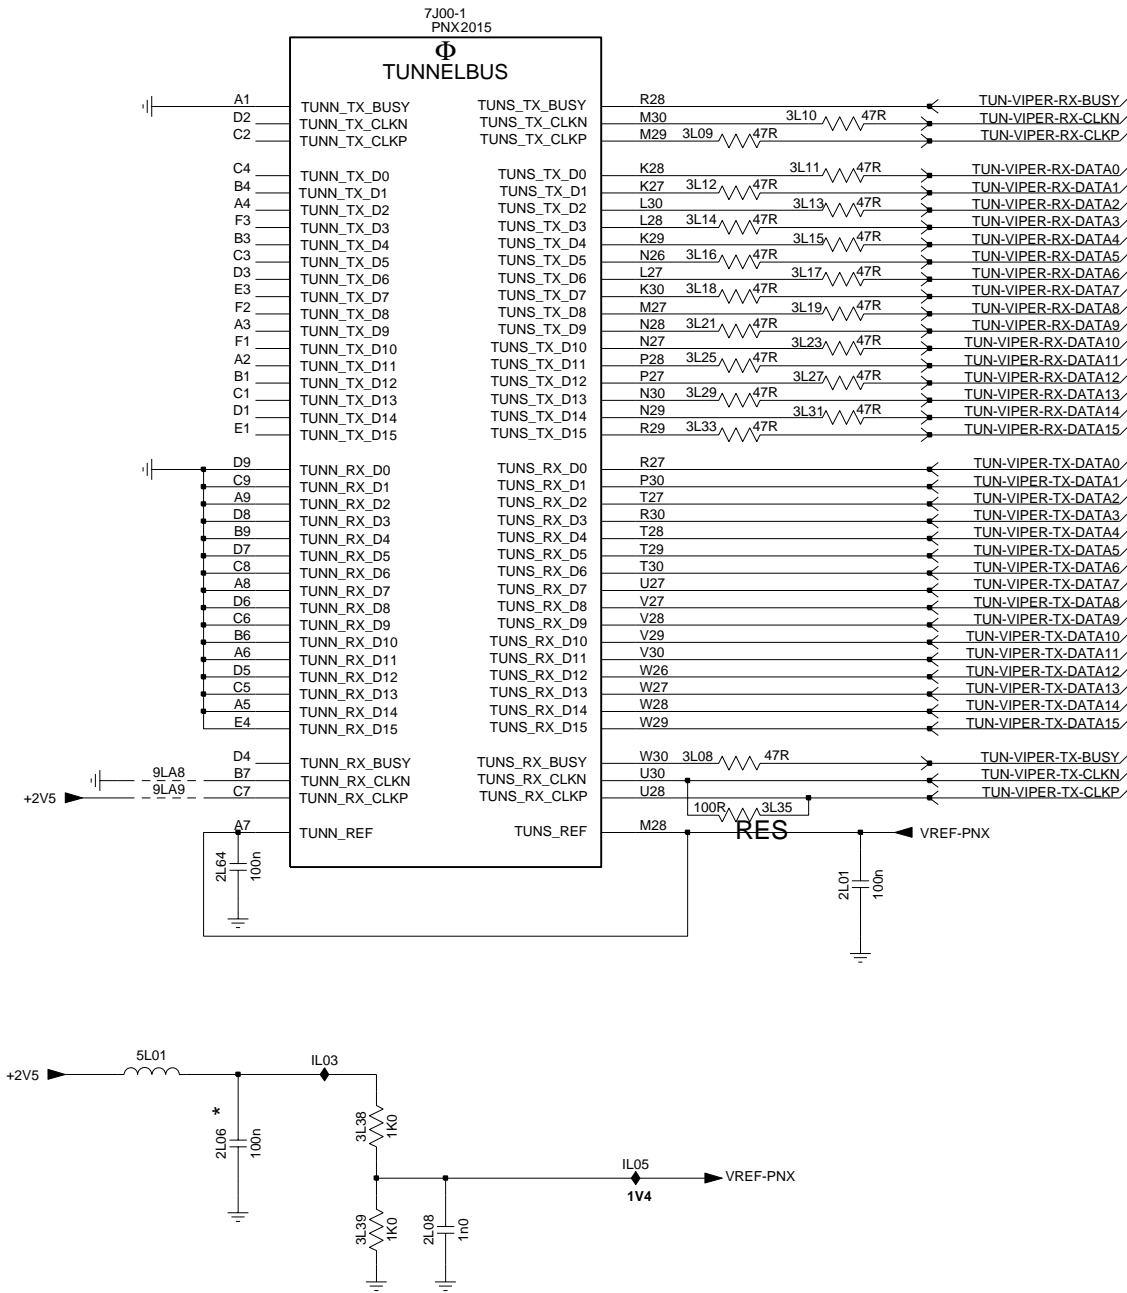 7J00-1
PNX2015
Φ
TUNNELBUS
A1 TUNN_TX_BUSY TUNS_TX_BUSY R28 TUN-VIPER-RX-BUSY
D2 TUNN_TX_CLKN TUNS_TX_CLKN M30 3L10 47R TUN-VIPER-RX-CLKN
C2 TUNN_TX_CLKP TUNS_TX_CLKP M29 3L09 47R TUN-VIPER-RX-CLKP
C4 TUNN_TX_D0 TUNS_TX_D0 K28 3L11 47R TUN-VIPER-RX-DATA0
B4 TUNN_TX_D1 TUNS_TX_D1 K27 3L12 47R TUN-VIPER-RX-DATA1
A4 TUNN_TX_D2 TUNS_TX_D2 L30 3L13 47R TUN-VIPER-RX-DATA2
F3 TUNN_TX_D3 TUNS_TX_D3 L28 3L14 47R TUN-VIPER-RX-DATA3
B3 TUNN_TX_D4 TUNS_TX_D4 K29 3L15 47R TUN-VIPER-RX-DATA4
C3 TUNN_TX_D5 TUNS_TX_D5 N26 3L16 47R TUN-VIPER-RX-DATA5
D3 TUNN_TX_D6 TUNS_TX_D6 L27 3L17 47R TUN-VIPER-RX-DATA6
E3 TUNN_TX_D7 TUNS_TX_D7 K30 3L18 47R TUN-VIPER-RX-DATA7
F2 TUNN_TX_D8 TUNS_TX_D8 M27 3L19 47R TUN-VIPER-RX-DATA8
A3 TUNN_TX_D9 TUNS_TX_D9 N28 3L21 47R TUN-VIPER-RX-DATA9
F1 TUNN_TX_D10 TUNS_TX_D10 N27 3L23 47R TUN-VIPER-RX-DATA10
A2 TUNN_TX_D11 TUNS_TX_D11 P28 3L25 47R TUN-VIPER-RX-DATA11
B1 TUNN_TX_D12 TUNS_TX_D12 P27 3L27 47R TUN-VIPER-RX-DATA12
C1 TUNN_TX_D13 TUNS_TX_D13 N30 3L29 47R TUN-VIPER-RX-DATA13
D1 TUNN_TX_D14 TUNS_TX_D14 N29 3L31 47R TUN-VIPER-RX-DATA14
E1 TUNN_TX_D15 TUNS_TX_D15 R29 3L33 47R TUN-VIPER-RX-DATA15
D9 TUNN_RX_D0 TUNS_RX_D0 R27 TUN-VIPER-TX-DATA0
C9 TUNN_RX_D1 TUNS_RX_D1 P30 TUN-VIPER-TX-DATA1
A9 TUNN_RX_D2 TUNS_RX_D2 T27 TUN-VIPER-TX-DATA2
D8 TUNN_RX_D3 TUNS_RX_D3 R30 TUN-VIPER-TX-DATA3
B9 TUNN_RX_D4 TUNS_RX_D4 T28 TUN-VIPER-TX-DATA4
D7 TUNN_RX_D5 TUNS_RX_D5 T29 TUN-VIPER-TX-DATA5
C8 TUNN_RX_D6 TUNS_RX_D6 T30 TUN-VIPER-TX-DATA6
A8 TUNN_RX_D7 TUNS_RX_D7 U27 TUN-VIPER-TX-DATA7
D6 TUNN_RX_D8 TUNS_RX_D8 V27 TUN-VIPER-TX-DATA8
C6 TUNN_RX_D9 TUNS_RX_D9 V28 TUN-VIPER-TX-DATA9
B6 TUNN_RX_D10 TUNS_RX_D10 V29 TUN-VIPER-TX-DATA10
A6 TUNN_RX_D11 TUNS_RX_D11 V30 TUN-VIPER-TX-DATA11
D5 TUNN_RX_D12 TUNS_RX_D12 W26 TUN-VIPER-TX-DATA12
C5 TUNN_RX_D13 TUNS_RX_D13 W27 TUN-VIPER-TX-DATA13
A5 TUNN_RX_D14 TUNS_RX_D14 W28 TUN-VIPER-TX-DATA14
E4 TUNN_RX_D15 TUNS_RX_D15 W29 TUN-VIPER-TX-DATA15
D4 TUNN_RX_BUSY TUNS_RX_BUSY W30 3L08 47R TUN-VIPER-TX-BUSY
9LA8 B7 TUNN_RX_CLKN TUNS_RX_CLKN U30 TUN-VIPER-TX-CLKN
+2V5 9LA9 C7 TUNN_RX_CLKP TUNS_RX_CLKP U28 TUN-VIPER-TX-CLKP
100R 3L35
RES
A7 TUNN_REF TUNS_REF M28 VREF-PNX
2L64 100n
2L01 100n
+2V5 5L01 IL03
* 2L06 100n
3L38 1K0
IL05 VREF-PNX
1V4
3L39 1K0
2L08 1n0